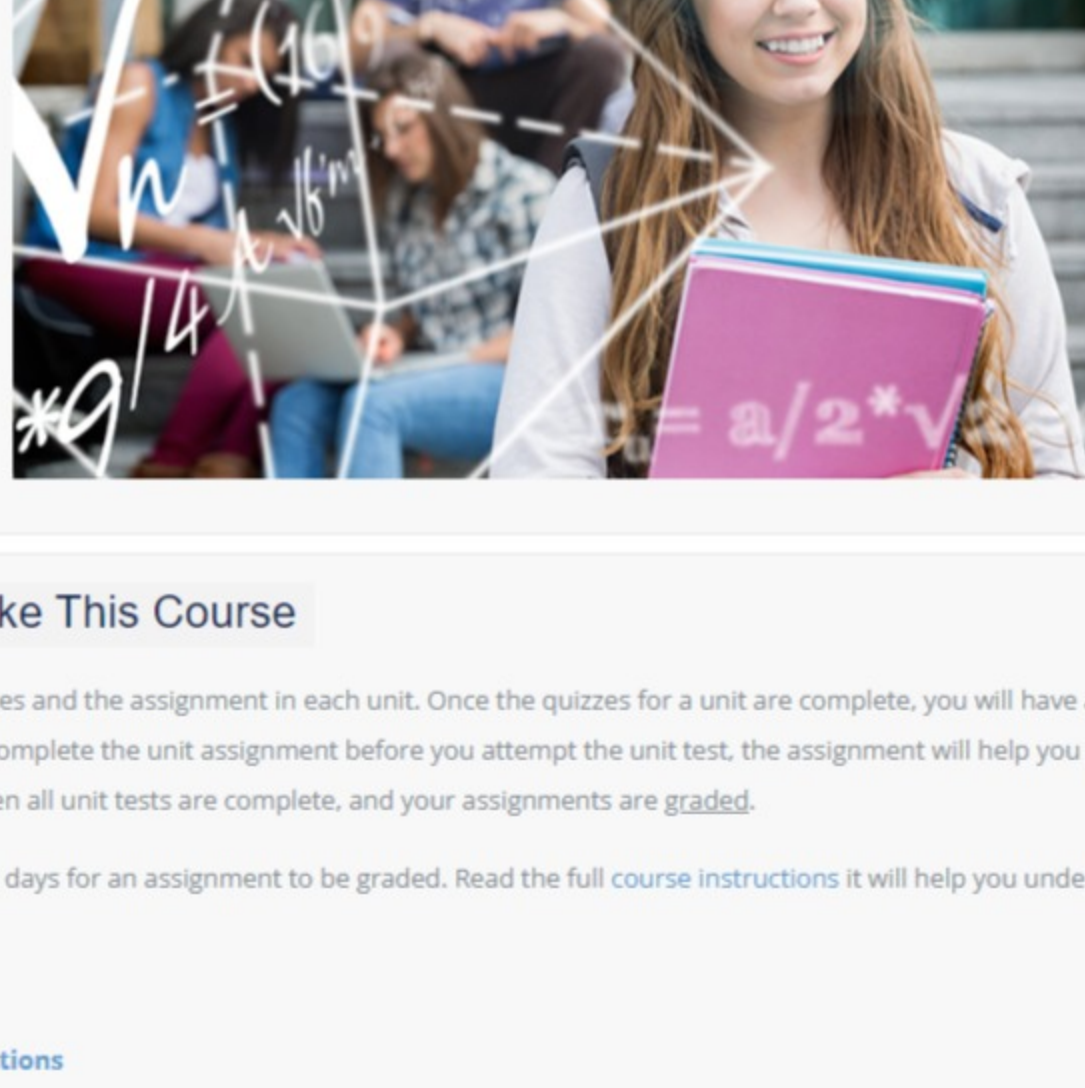 √n
±(16)
√6'm'
*9/4
= a/2*√2
ke This Course
es and the assignment in each unit. Once the quizzes for a unit are complete, you will have
omplete the unit assignment before you attempt the unit test, the assignment will help you
en all unit tests are complete, and your assignments are graded.
days for an assignment to be graded. Read the full course instructions it will help you unde
tions